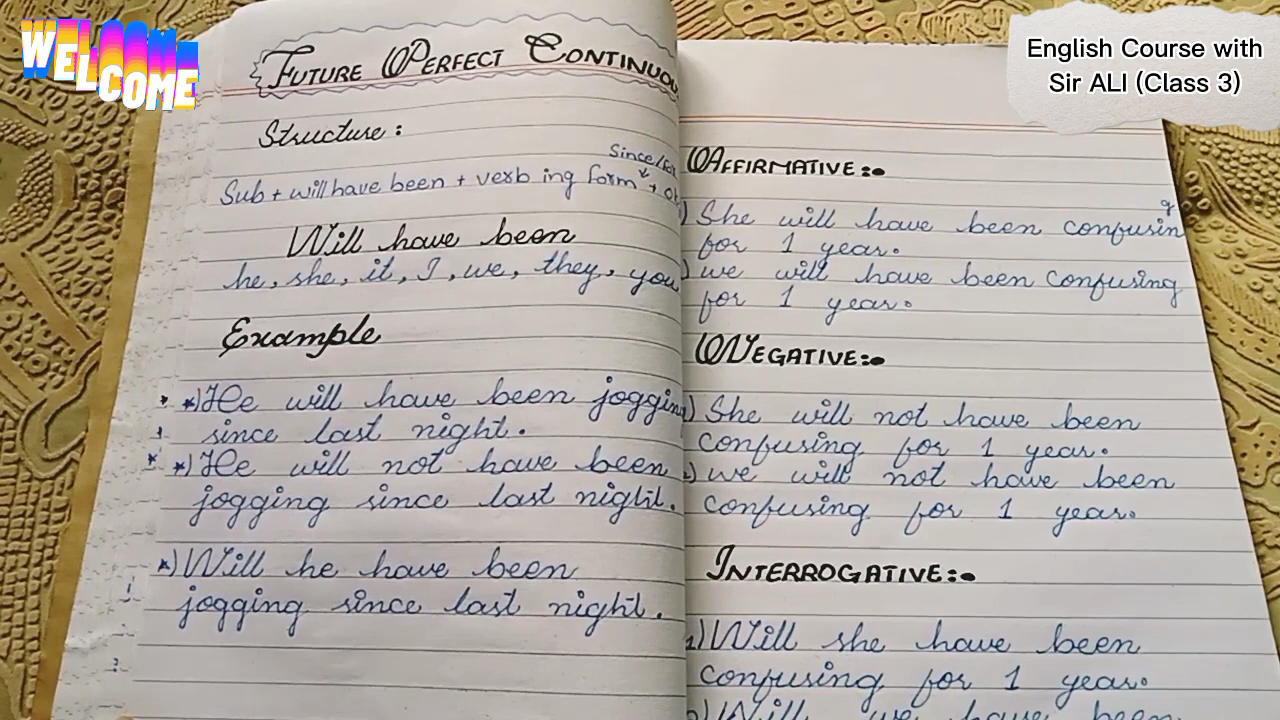 WELCOME
English Course with
Sir ALI (Class 3)
FUTURE PERFECT CONTINUOU
Structure:
Since/for
Sub + will have been + verb ing form + ob
Will have been
he, she, it, I, we, they, you
Example
*) He will have been jogging
since last night.
*) He will not have been
jogging since last night.
*) Will he have been
jogging since last night.
AFFIRMATIVE:-
) She will have been confusing
for 1 year.
) we will have been confusing
for 1 year.
NEGATIVE:-
) She will not have been
confusing for 1 year.
) we will not have been
confusing for 1 year.
INTERROGATIVE:-
1) Will she have been
confusing for 1 year.
2) Will we have been